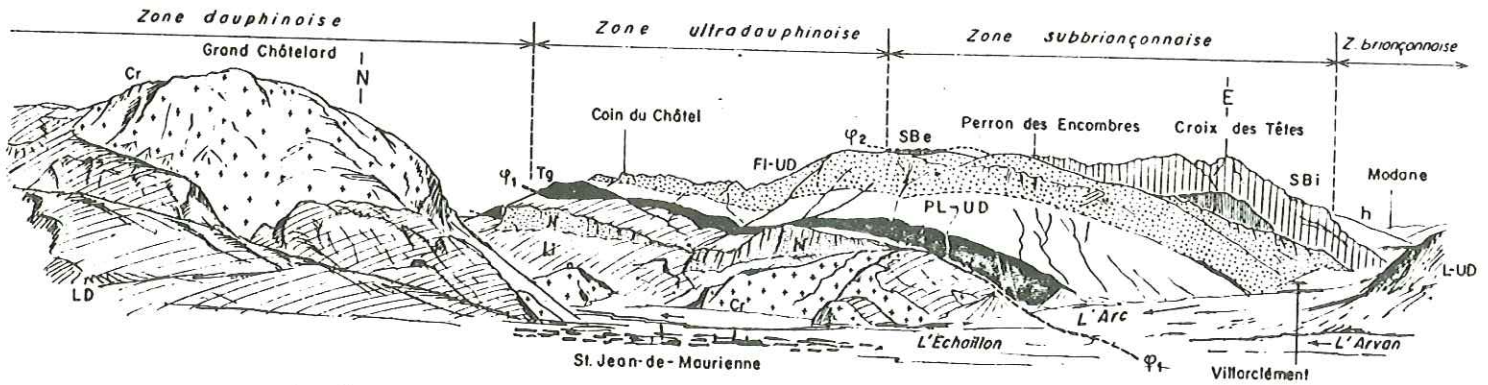 Zone dauphinoise
Zone ultradauphinoise
Zone subbriançonnaise
Z. briançonnaise
Grand Châtelard
Cr
N
E
Coin du Châtel
φ2
SBe
Perron des Encombres
Croix des Têtes
Fl-UD
φ1
Tg
SBi
Modane
h
PL-UD
N
N
Li
LD
L-UD
Cr
L'Arc
L'Echaillon
L'Arvan
St. Jean-de-Maurienne
φ1
Villarclément